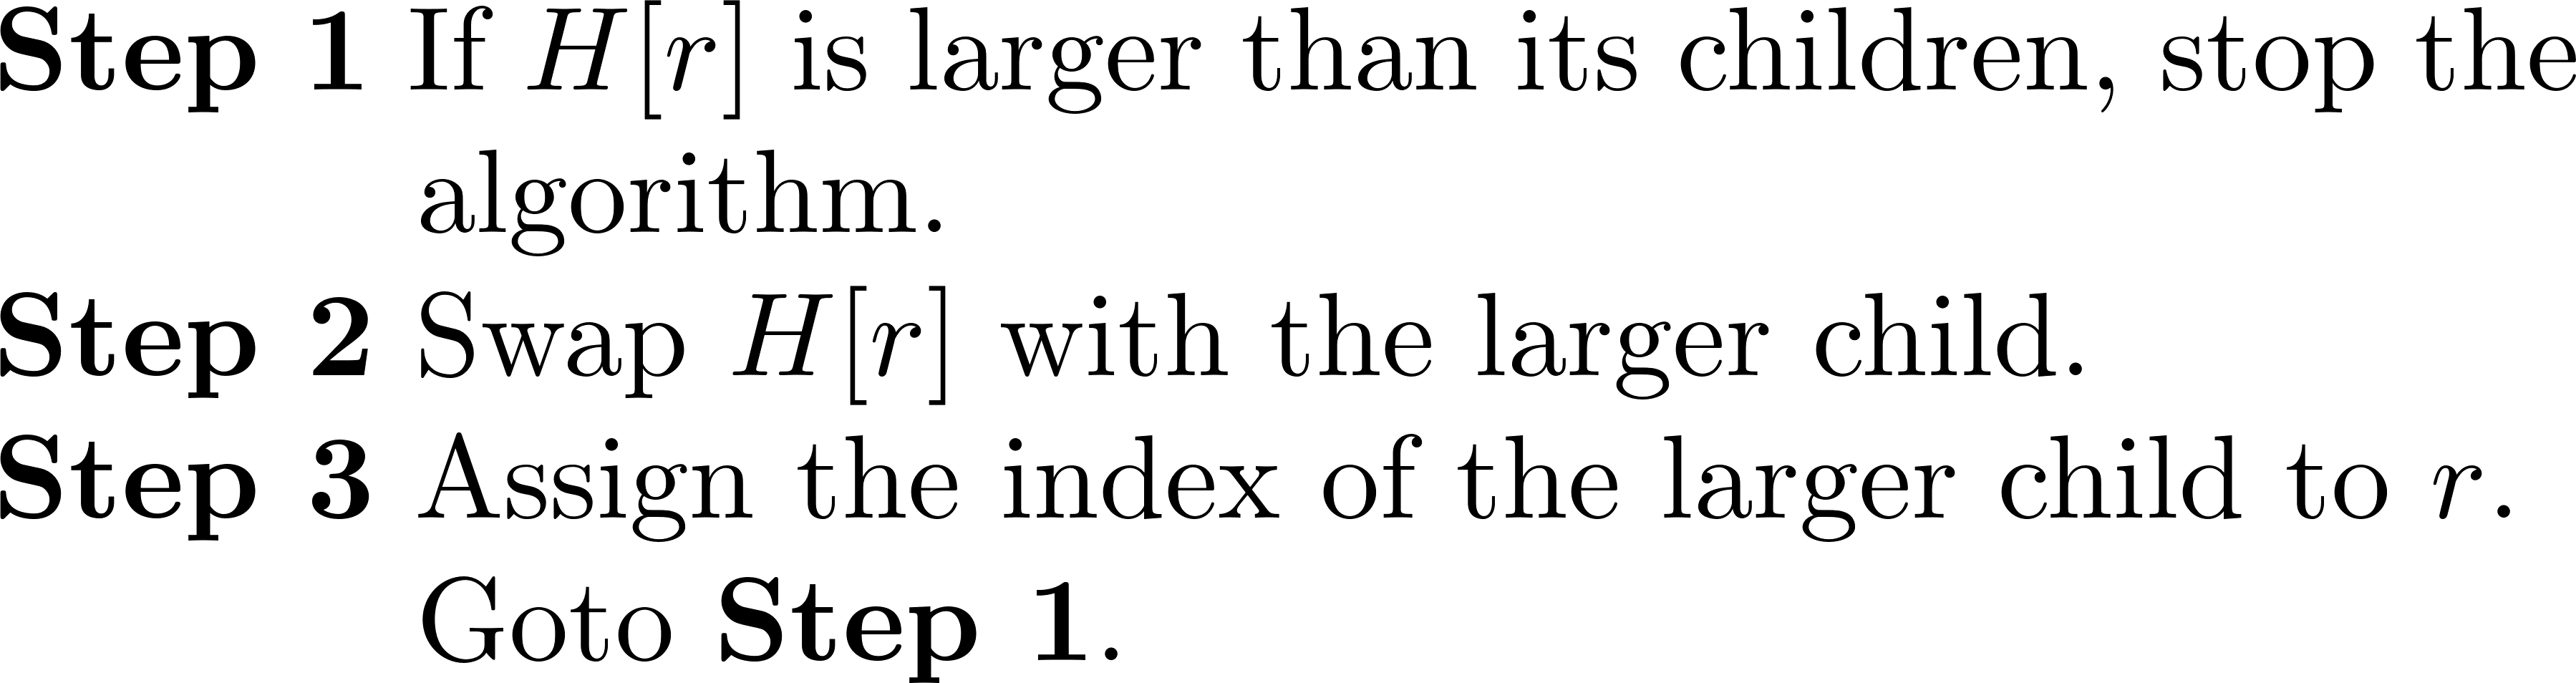 Step 1 If H[r] is larger than its children, stop the
algorithm.
Step 2 Swap H[r] with the larger child.
Step 3 Assign the index of the larger child to r.
Goto Step 1.